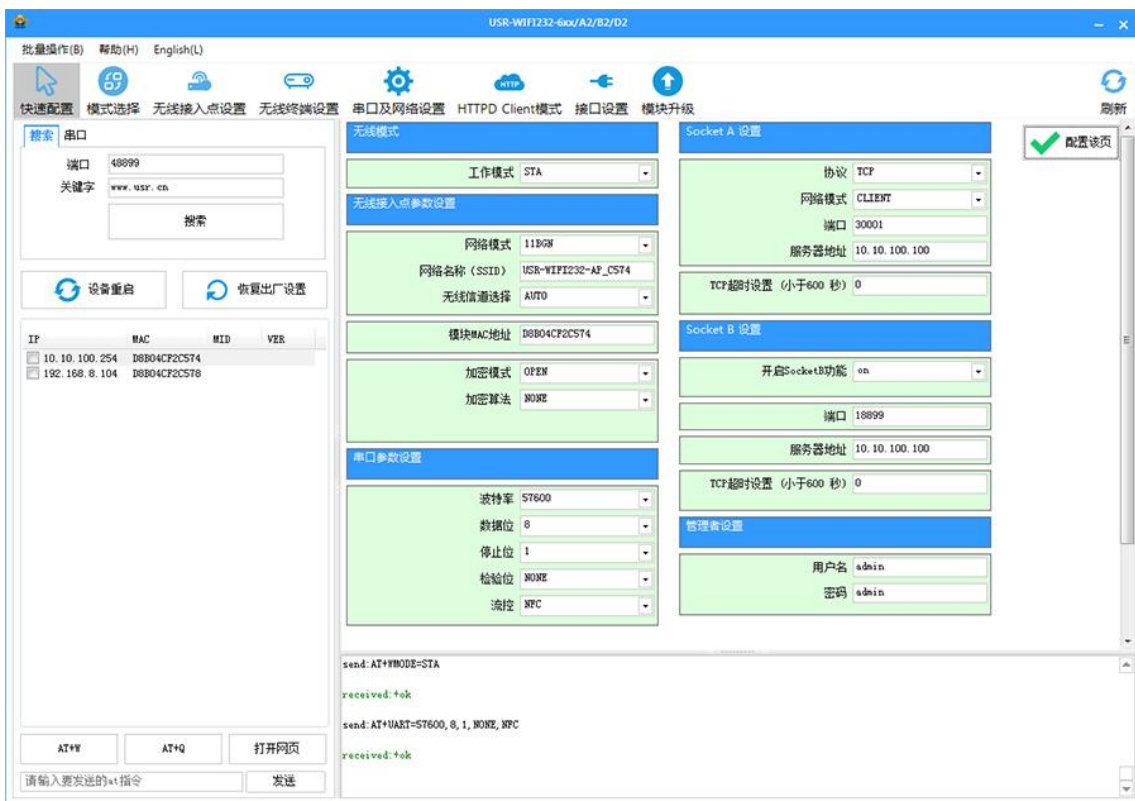 USR-WIFI232-6xx/A2/B2/D2
批量操作(B) 帮助(H) English(L)
快速配置 模式选择 无线接入点设置 无线终端设置 串口及网络设置 HTTPD Client模式 接口设置 模块升级 刷新
HTTP
搜索 串口
端口 48899
关键字 www.usr.cn
搜索
设备重启 恢复出厂设置
IP MAC MID VER
10.10.100.254 D8B04CF2C574
192.168.8.104 D8B04CF2C578
AT+W AT+Q 打开网页
请输入要发送的at指令 发送
无线模式
工作模式 STA
无线接入点参数设置
网络模式 11BGN
网络名称 (SSID) USR-WIFI232-AP_C574
无线信道选择 AUTO
模块MAC地址 D8B04CF2C574
加密模式 OPEN
加密算法 NONE
串口参数设置
波特率 57600
数据位 8
停止位 1
检验位 NONE
流控 NFC
Socket A 设置
协议 TCP
网络模式 CLIENT
端口 30001
服务器地址 10.10.100.100
TCP超时设置 (小于600 秒) 0
Socket B 设置
开启SocketB功能 on
端口 18899
服务器地址 10.10.100.100
TCP超时设置 (小于600 秒) 0
管理者设置
用户名 admin
密码 admin
配置该页
send:AT+WMODE=STA
received:+ok
send:AT+UART=57600,8,1,NONE,NFC
received:+ok